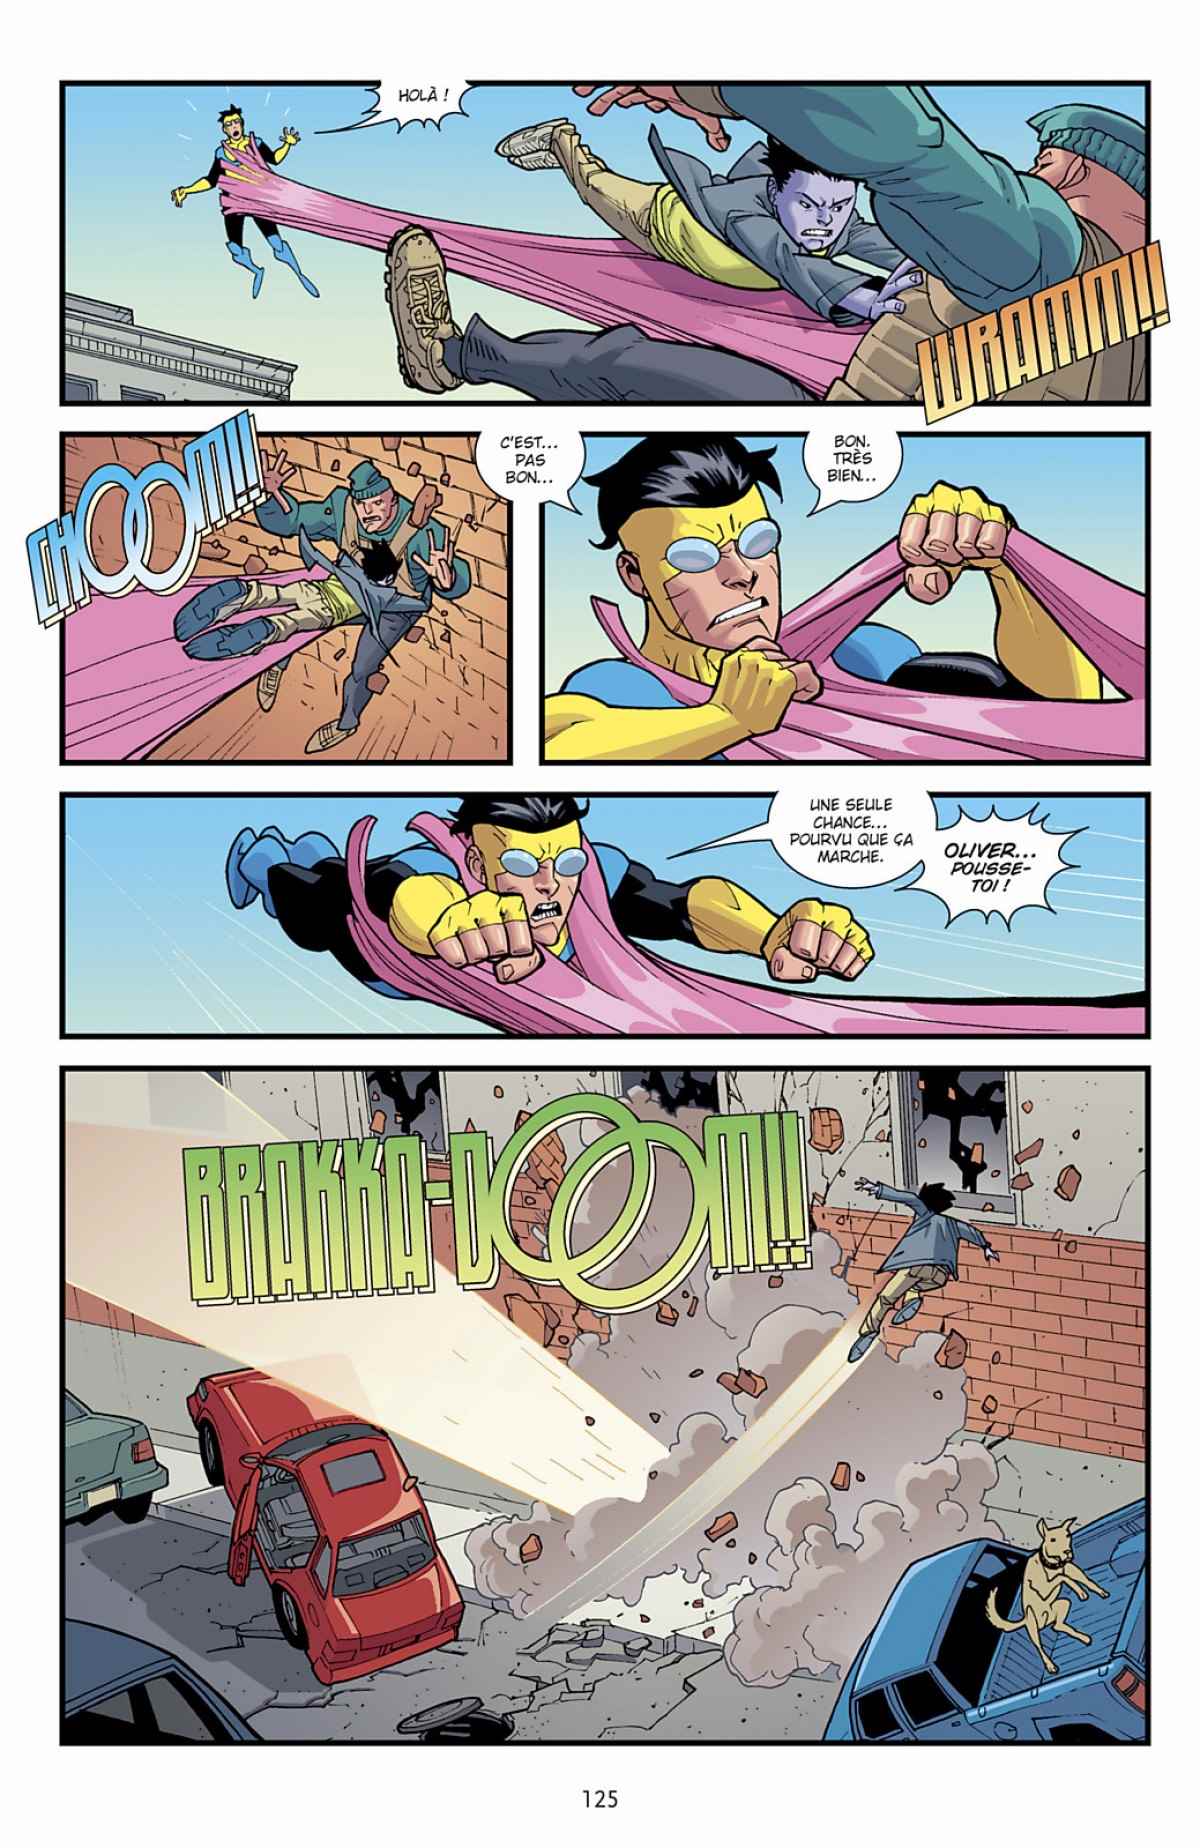 HOLÀ !
WRAMM!!
CHOOOM!!
C'EST...
PAS
BON...
BON.
TRÈS
BIEN...
UNE SEULE
CHANCE...
POURVU QUE ÇA
MARCHE.
OLIVER...
POUSSE-
TOI !
BRAKKA-DOOM!!
125